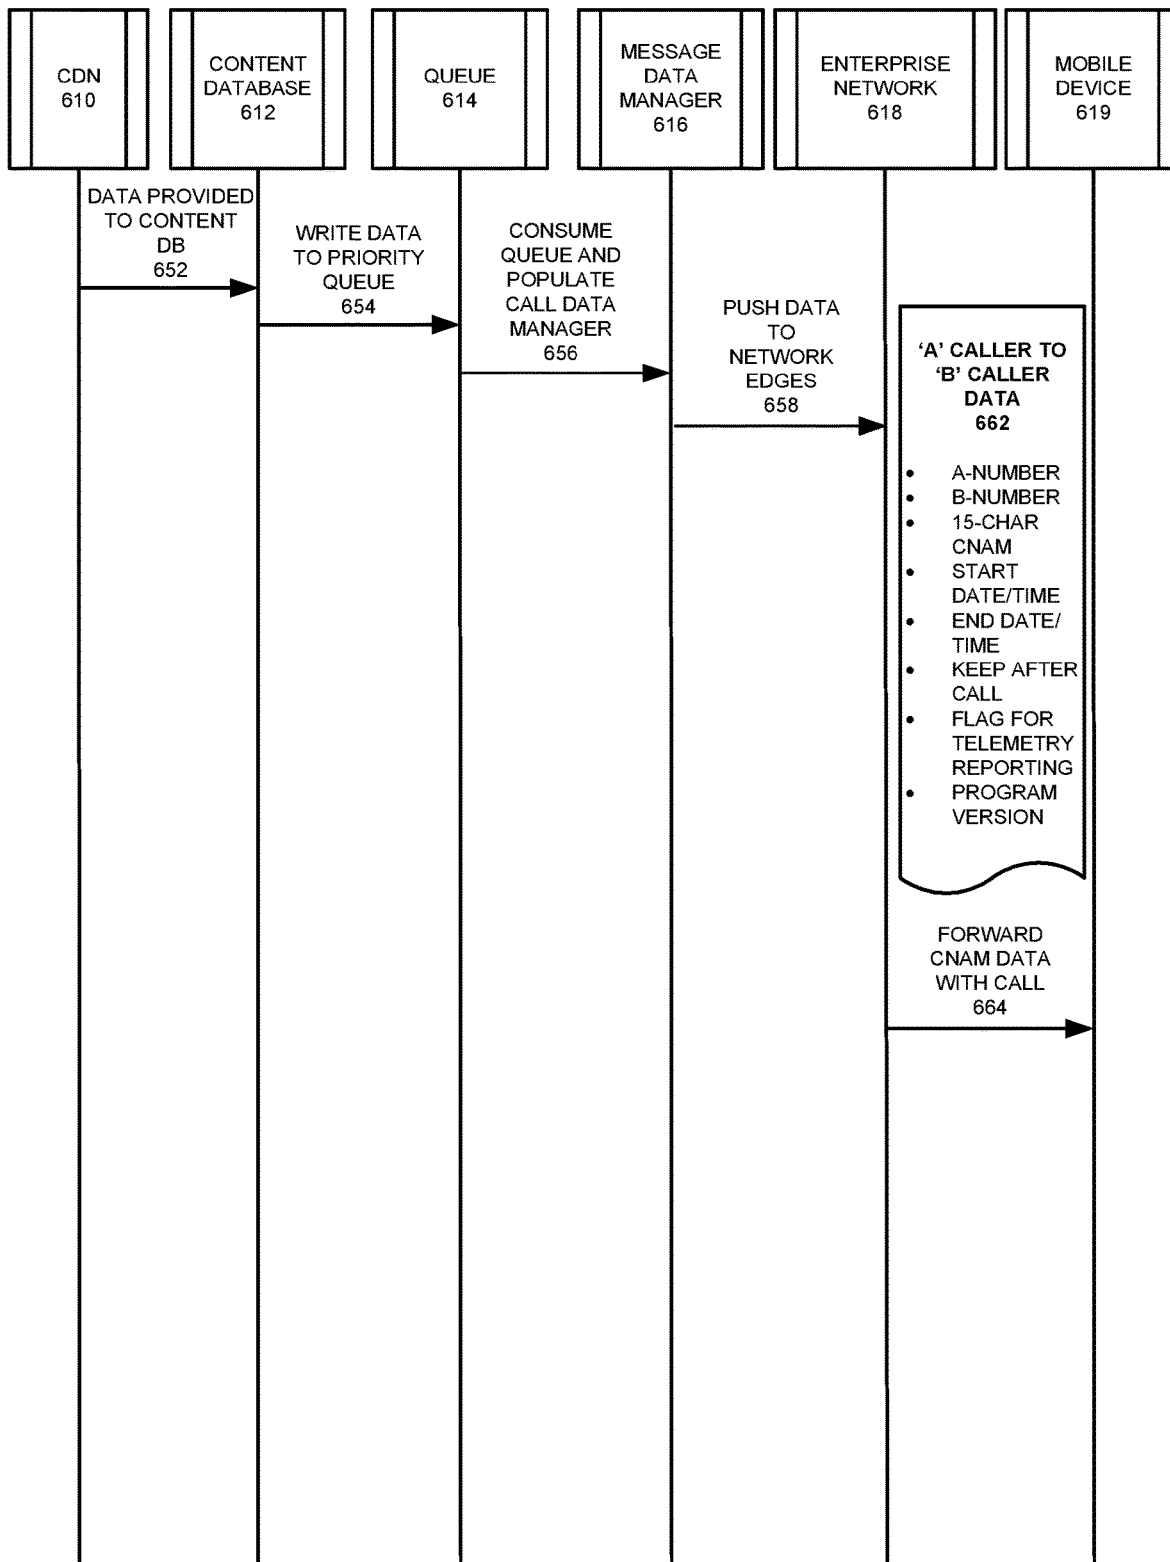 CDN
610
CONTENT
DATABASE
612
QUEUE
614
MESSAGE
DATA
MANAGER
616
ENTERPRISE
NETWORK
618
MOBILE
DEVICE
619
DATA PROVIDED
TO CONTENT
DB
652
WRITE DATA
TO PRIORITY
QUEUE
654
CONSUME
QUEUE AND
POPULATE
CALL DATA
MANAGER
656
PUSH DATA
TO
NETWORK
EDGES
658
‘A’ CALLER TO
‘B’ CALLER
DATA
662
• A-NUMBER
• B-NUMBER
• 15-CHAR
CNAM
• START
DATE/TIME
• END DATE/
TIME
• KEEP AFTER
CALL
• FLAG FOR
TELEMETRY
REPORTING
• PROGRAM
VERSION
FORWARD
CNAM DATA
WITH CALL
664